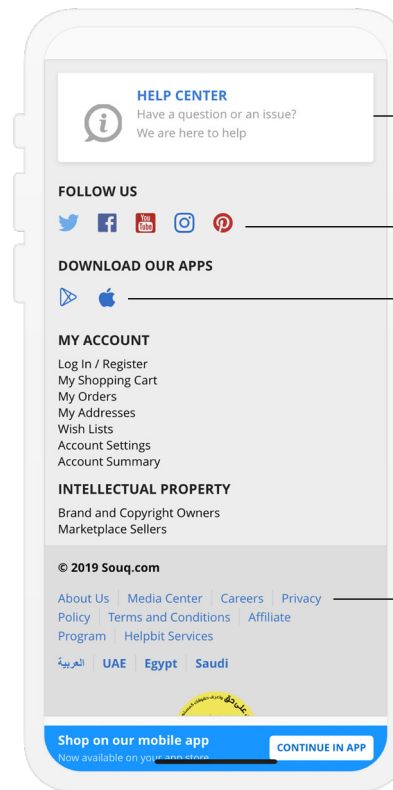 HELP CENTER
Have a question or an issue?
We are here to help
FOLLOW US
You
Tube
DOWNLOAD OUR APPS
MY ACCOUNT
Log In / Register
My Shopping Cart
My Orders
My Addresses
Wish Lists
Account Settings
Account Summary
INTELLECTUAL PROPERTY
Brand and Copyright Owners
Marketplace Sellers
© 2019 Souq.com
About Us | Media Center | Careers | Privacy
Policy | Terms and Conditions | Affiliate
Program | Helpbit Services
العربية | UAE | Egypt | Saudi
على حق
Shop on our mobile app
Now available on your app store
CONTINUE IN APP